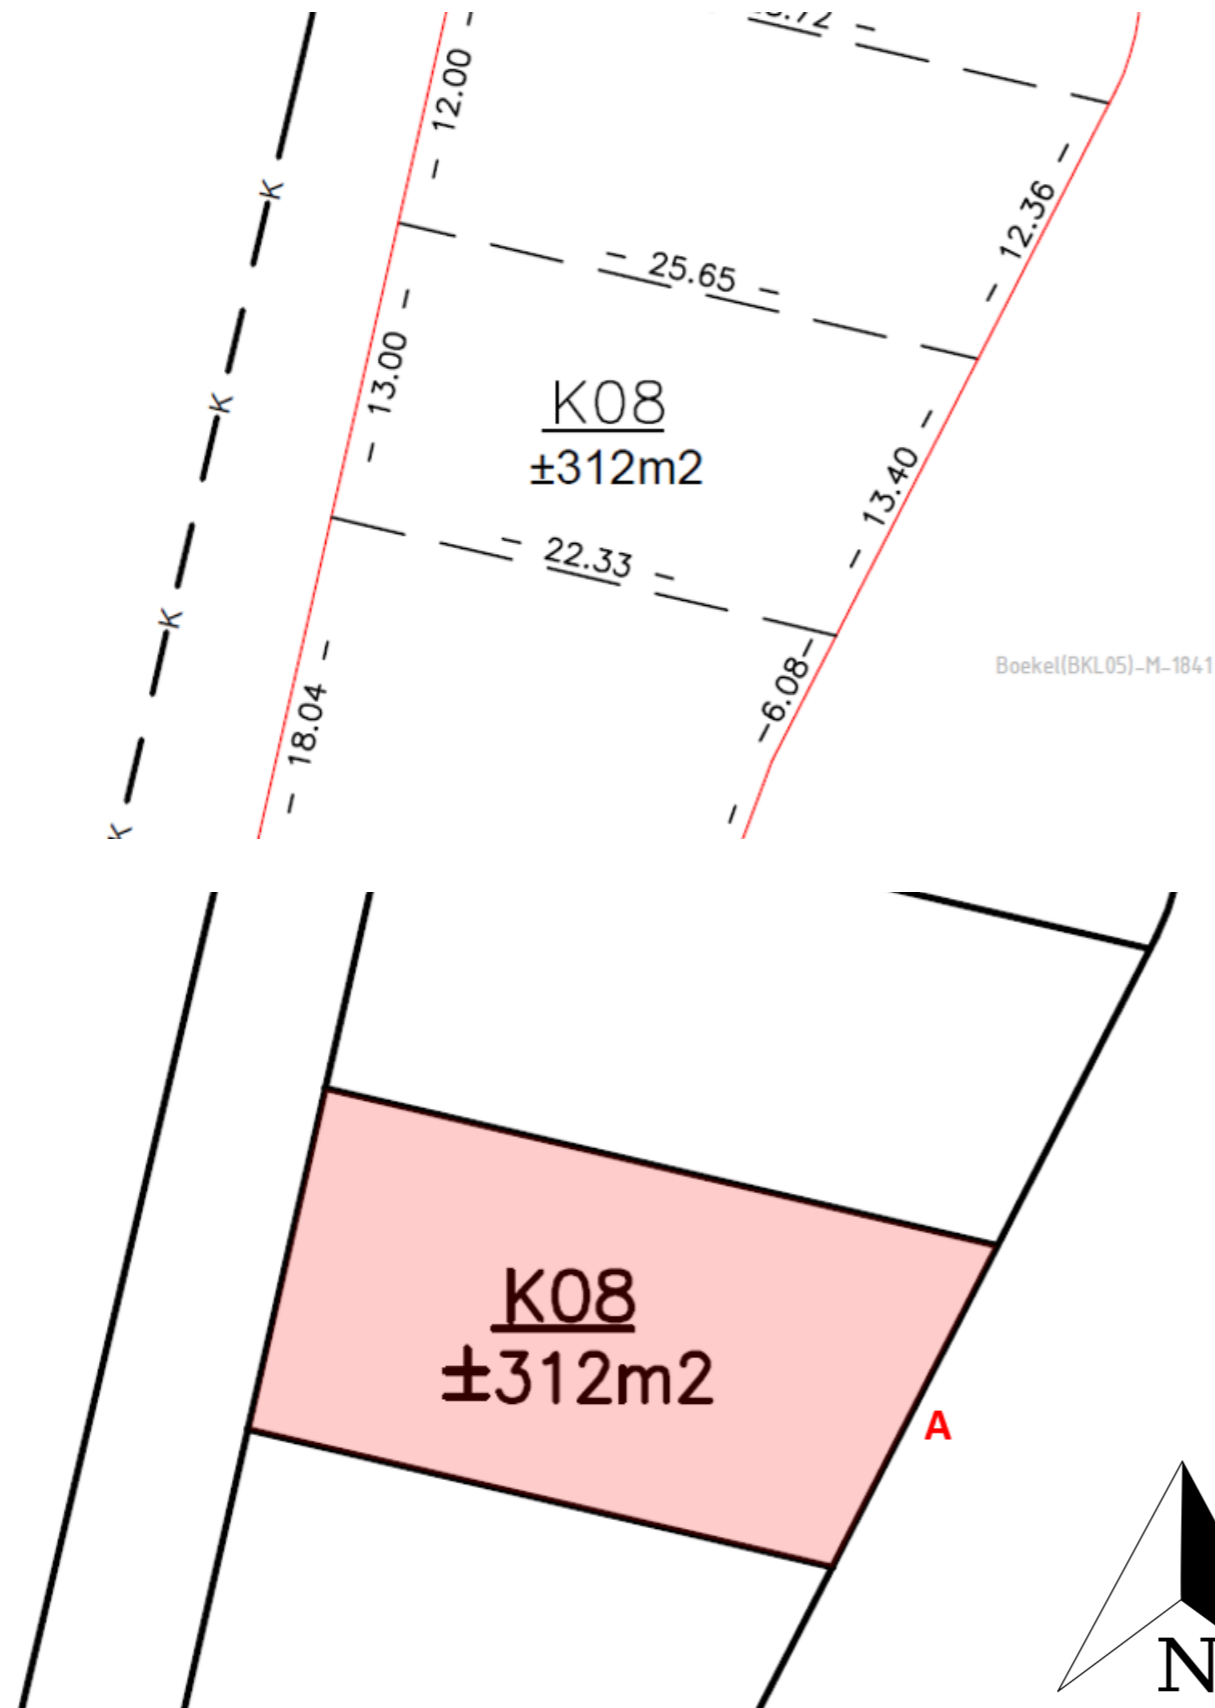 12.00
K
12.36
25.65
13.00
K08
±312m2
K
13.40
22.33
K
6.08
Boekel(BKL05)-M-1841
18.04
K
K08
±312m2
A
N